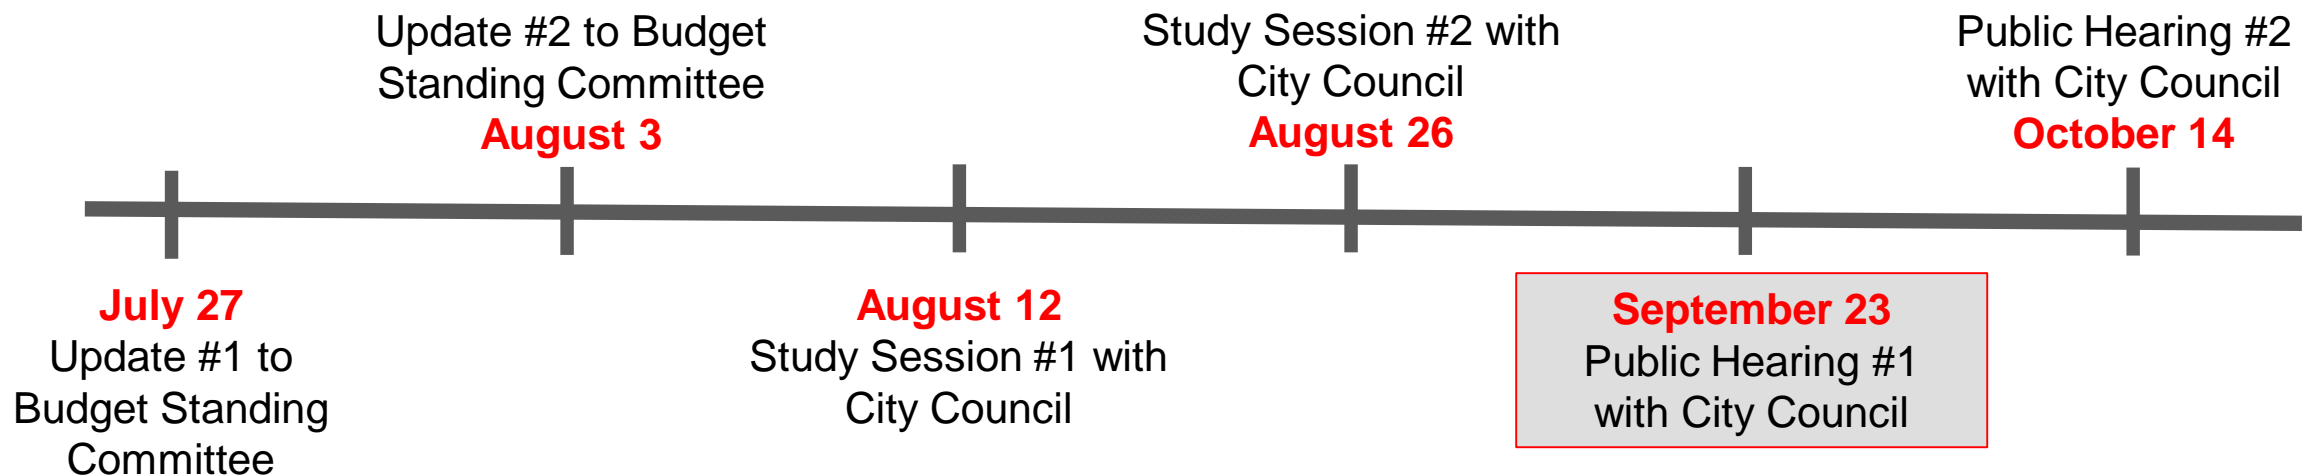 July 27
Update #1 to
Budget Standing
Committee
Update #2 to Budget
Standing Committee
August 3
August 12
Study Session #1 with
City Council
Study Session #2 with
City Council
August 26
September 23
Public Hearing #1
with City Council
Public Hearing #2
with City Council
October 14